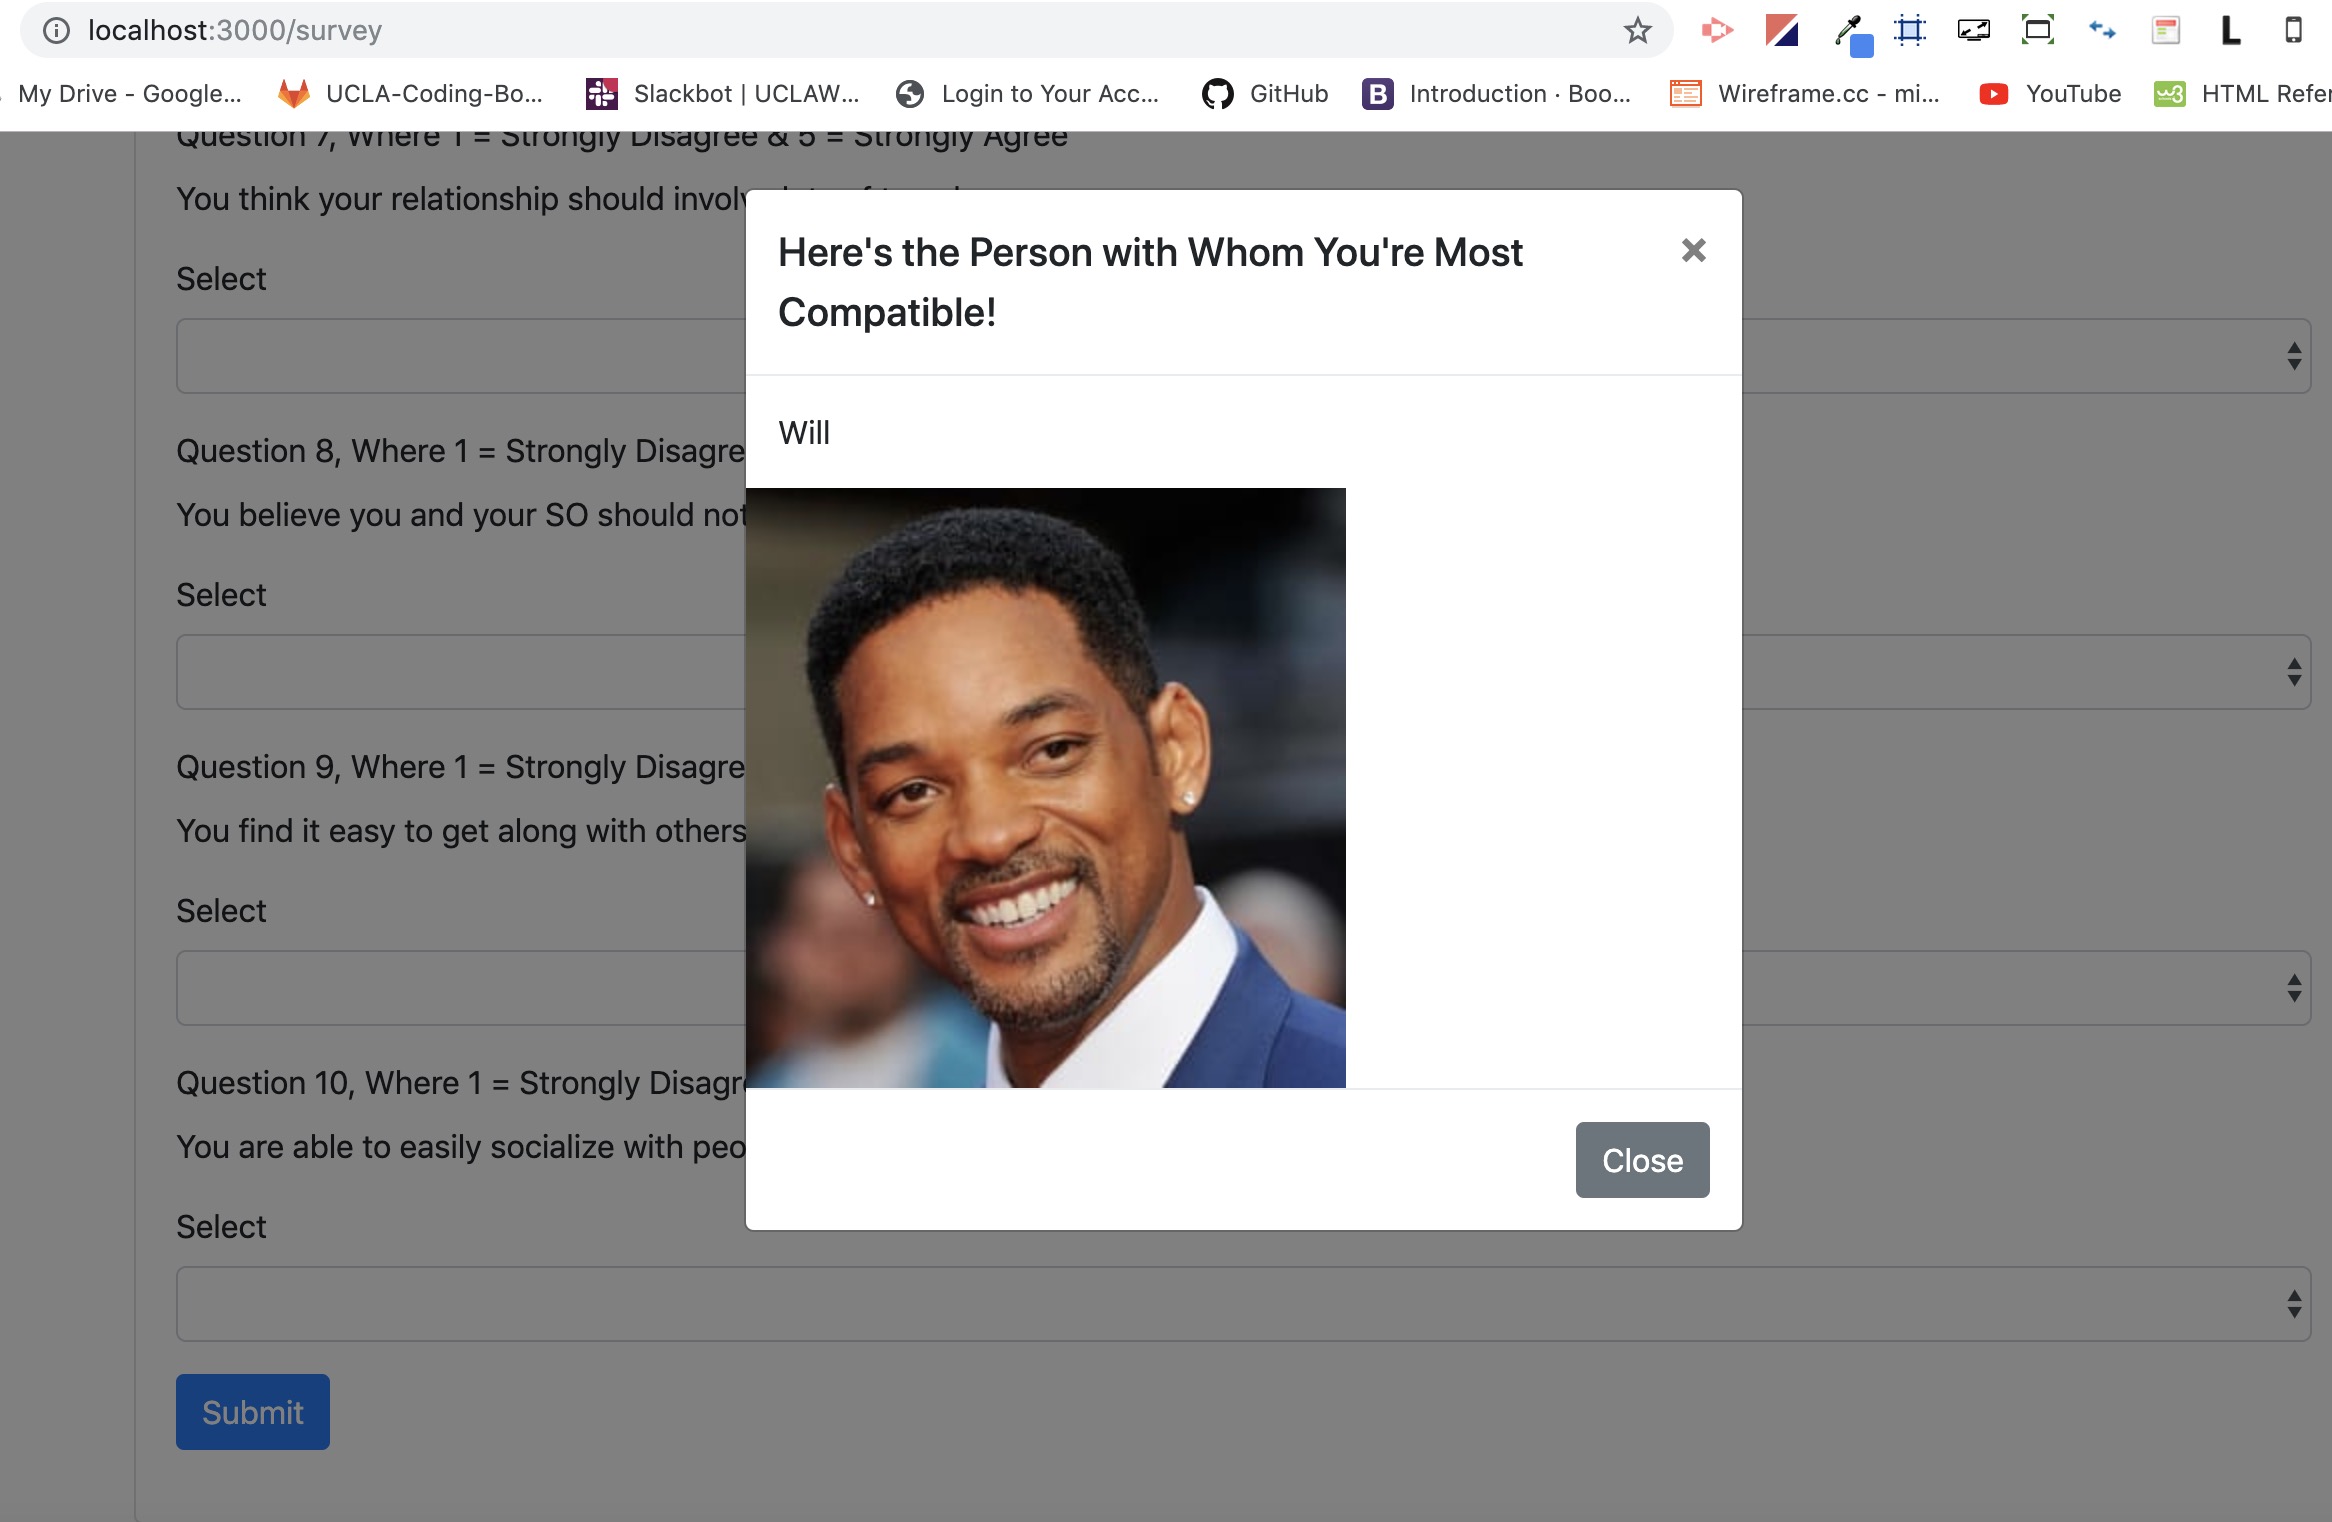 localhost:3000/survey
My Drive - Google...
UCLA-Coding-Bo...
Slackbot | UCLAW...
Login to Your Acc...
GitHub
Introduction · Boo...
Wireframe.cc - mi...
YouTube
HTML Refer
Question 7, Where 1 = Strongly Disagree & 5 = Strongly Agree
You think your relationship should involv
Here's the Person with Whom You're Most
Compatible!
×
Select
Will
Question 8, Where 1 = Strongly Disagre
You believe you and your SO should not
Select
Question 9, Where 1 = Strongly Disagre
You find it easy to get along with others
Select
Question 10, Where 1 = Strongly Disagr
You are able to easily socialize with peo
Close
Select
Submit